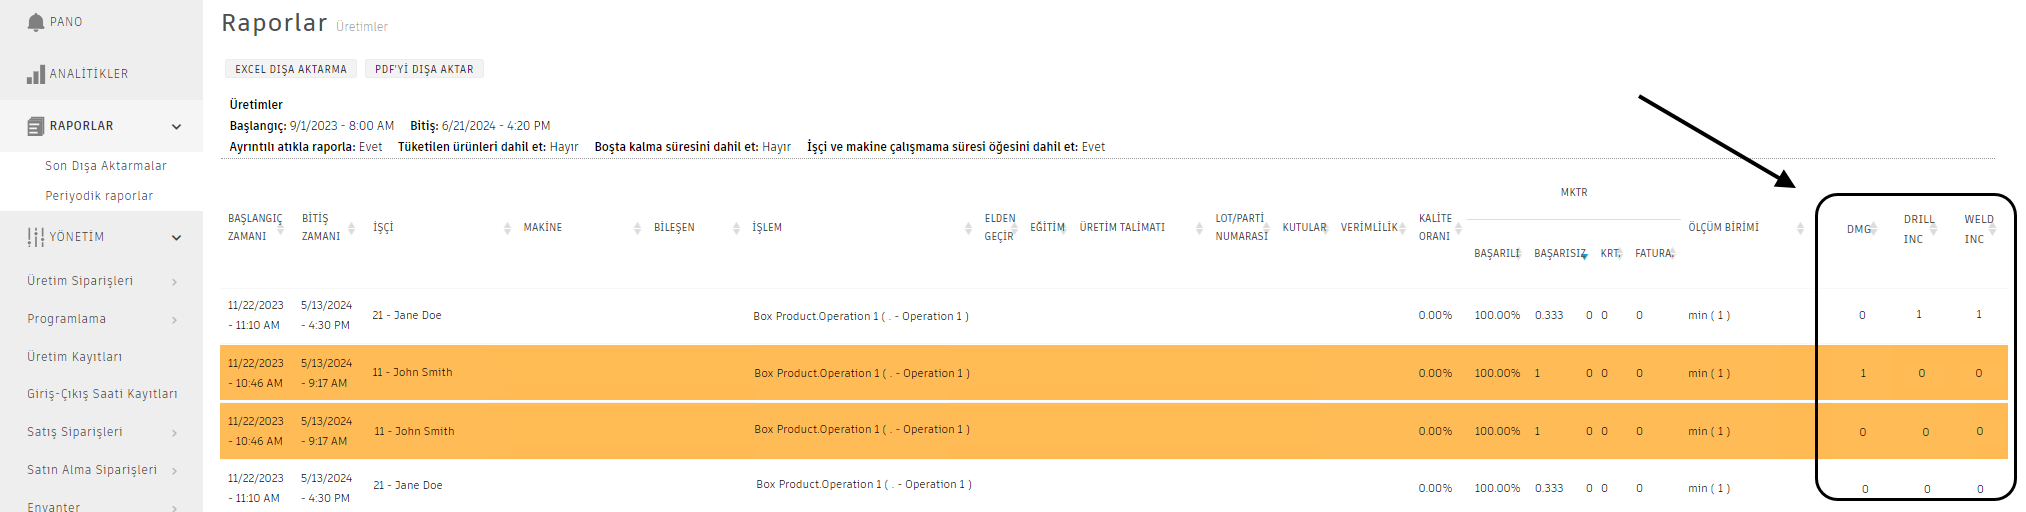 PANO
ANALİTİKLER
RAPORLAR
Son Dışa Aktarmalar
Periyodik raporlar
YÖNETİM
Üretim Siparişleri
Programlama
Üretim Kayıtları
Giriş-Çıkış Saati Kayıtları
Satış Siparişleri
Satın Alma Siparişleri
Envanter
Raporlar Üretimler
EXCEL DIŞA AKTARMA PDF'Yİ DIŞA AKTAR
Üretimler
Başlangıç: 9/1/2023 - 8:00 AM Bitiş: 6/21/2024 - 4:20 PM
Ayrıntılı atıkla raporla: Evet Tüketilen ürünleri dahil et: Hayır Boşta kalma süresini dahil et: Hayır İşçi ve makine çalışmama süresi öğesini dahil et: Evet
MKTR
BAŞLANGIÇ ZAMANI BİTİŞ ZAMANI İŞÇİ MAKİNE BİLEŞEN İŞLEM ELDEN GEÇİR EĞİTİM ÜRETİM TALİMATI LOT/PARTİ NUMARASI KUTULAR VERİMLİLİK KALİTE ORANI BAŞARILI BAŞARISIZ KRT. FATURA ÖLÇÜM BİRİMİ DMG DRILL INC WELD INC
11/22/2023 - 11:10 AM 5/13/2024 - 4:30 PM 21 - Jane Doe Box Product.Operation 1 ( . - Operation 1 ) 0.00% 100.00% 0.333 0 0 0 min ( 1 ) 0 1 1
11/22/2023 - 10:46 AM 5/13/2024 - 9:17 AM 11 - John Smith Box Product.Operation 1 ( . - Operation 1 ) 0.00% 100.00% 1 0 0 0 min ( 1 ) 1 0 0
11/22/2023 - 10:46 AM 5/13/2024 - 9:17 AM 11 - John Smith Box Product.Operation 1 ( . - Operation 1 ) 0.00% 100.00% 1 0 0 0 min ( 1 ) 0 0 0
11/22/2023 - 11:10 AM 5/13/2024 - 4:30 PM 21 - Jane Doe Box Product.Operation 1 ( . - Operation 1 ) 0.00% 100.00% 0.333 0 0 0 min ( 1 ) 0 0 0